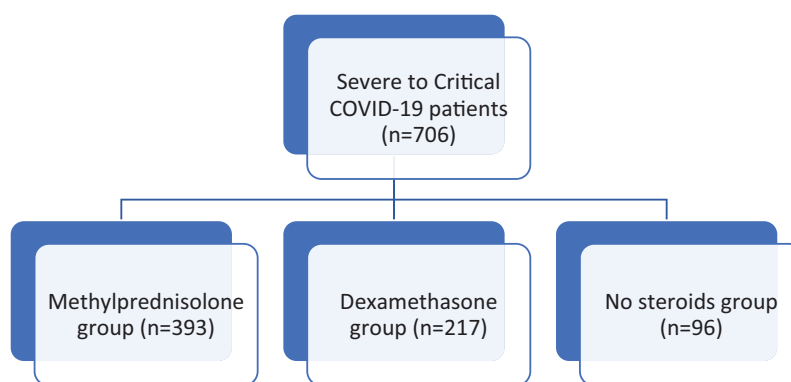 Severe to Critical
COVID-19 patients
(n=706)
Methylprednisolone
group (n=393)
Dexamethasone
group (n=217)
No steroids group
(n=96)